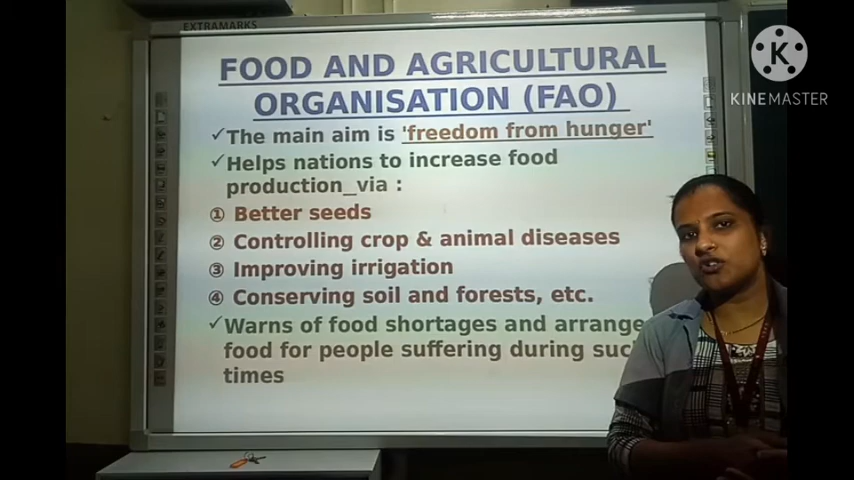 EXTRAMARKS
FOOD AND AGRICULTURAL
ORGANISATION (FAO)
✓The main aim is 'freedom from hunger'
✓Helps nations to increase food
production_via :
① Better seeds
② Controlling crop & animal diseases
③ Improving irrigation
④ Conserving soil and forests, etc.
✓Warns of food shortages and arrange
food for people suffering during suc
times
K
KINEMASTER